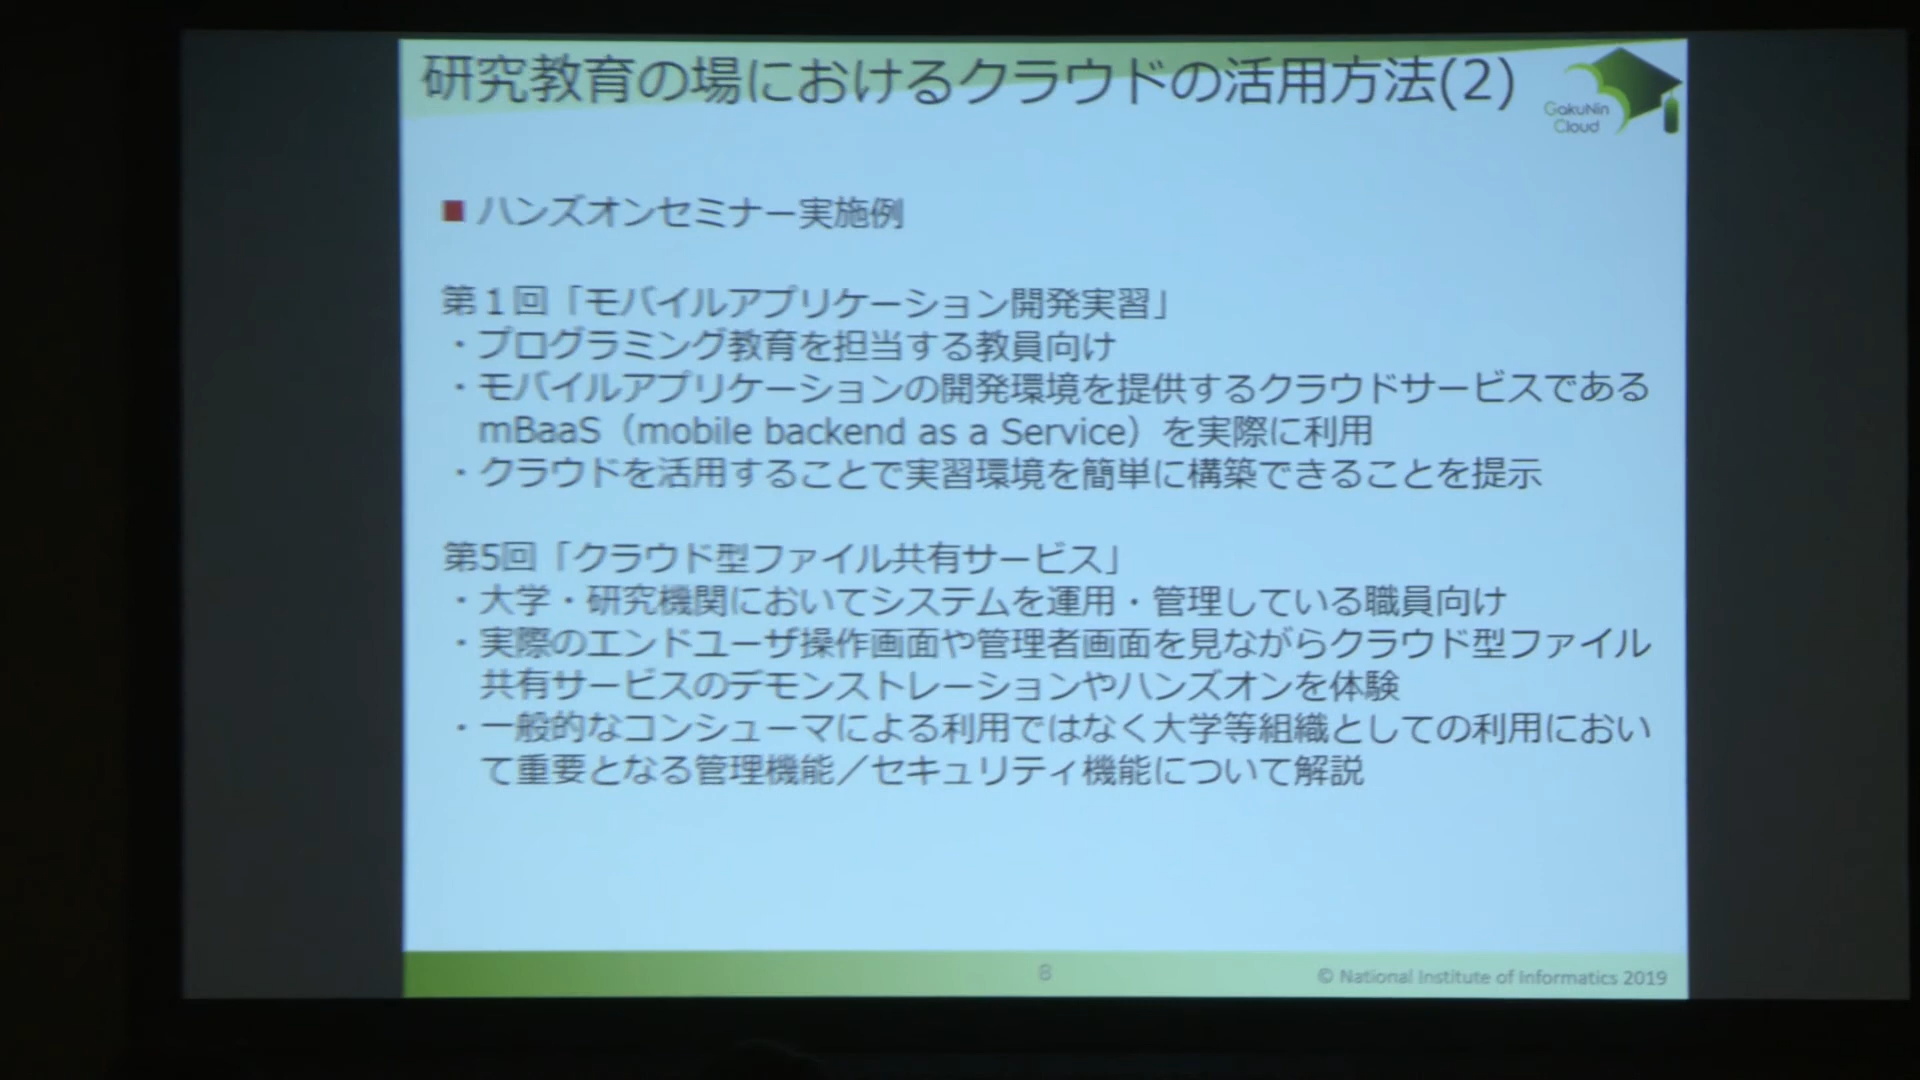 研究教育の場におけるクラウドの活用方法(2)
GakuNin
Cloud
■ ハンズオンセミナー実施例
第１回「モバイルアプリケーション開発実習」
・プログラミング教育を担当する教員向け
・モバイルアプリケーションの開発環境を提供するクラウドサービスである
mBaaS（mobile backend as a Service）を実際に利用
・クラウドを活用することで実習環境を簡単に構築できることを提示
第5回「クラウド型ファイル共有サービス」
・大学・研究機関においてシステムを運用・管理している職員向け
・実際のエンドユーザ操作画面や管理者画面を見ながらクラウド型ファイル
共有サービスのデモンストレーションやハンズオンを体験
・一般的なコンシューマによる利用ではなく大学等組織としての利用におい
て重要となる管理機能／セキュリティ機能について解説
8
© National Institute of Informatics 2019